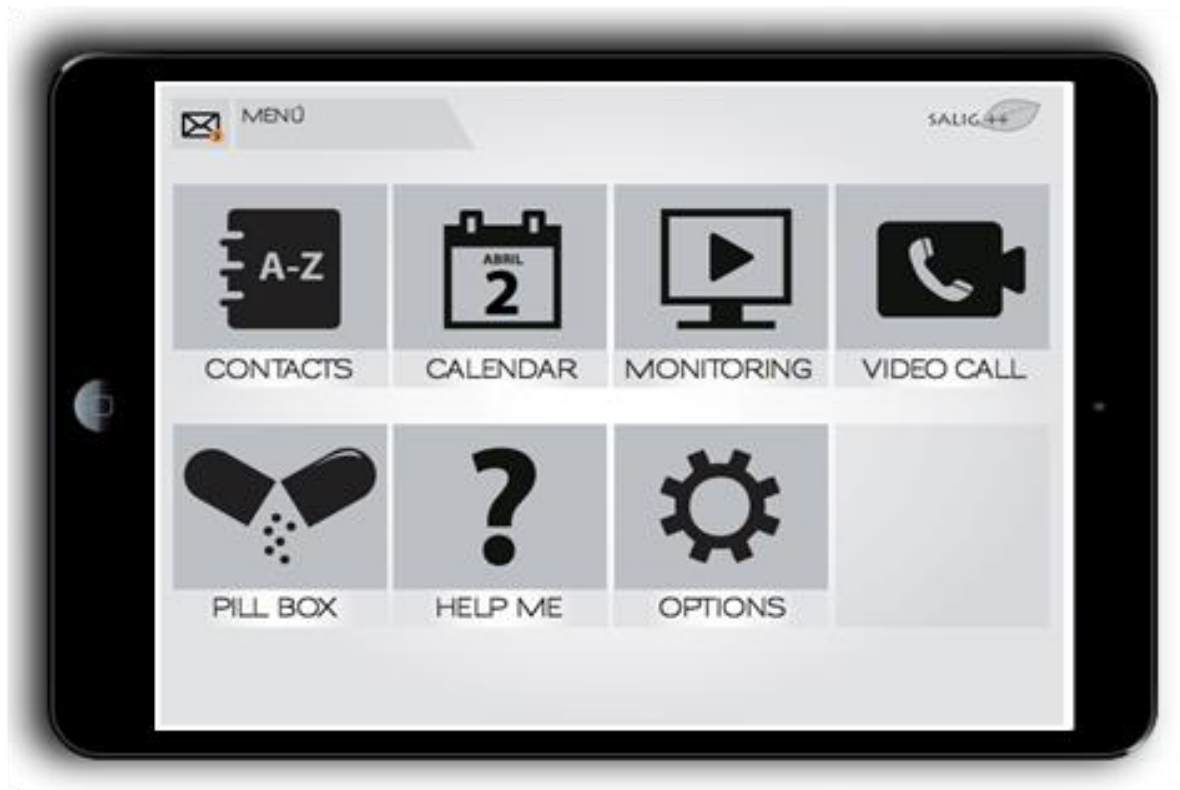 MENÚ
SALIG++
A-Z
ABRIL
2
CONTACTS
CALENDAR
MONITORING
VIDEO CALL
PILL BOX
HELP ME
OPTIONS